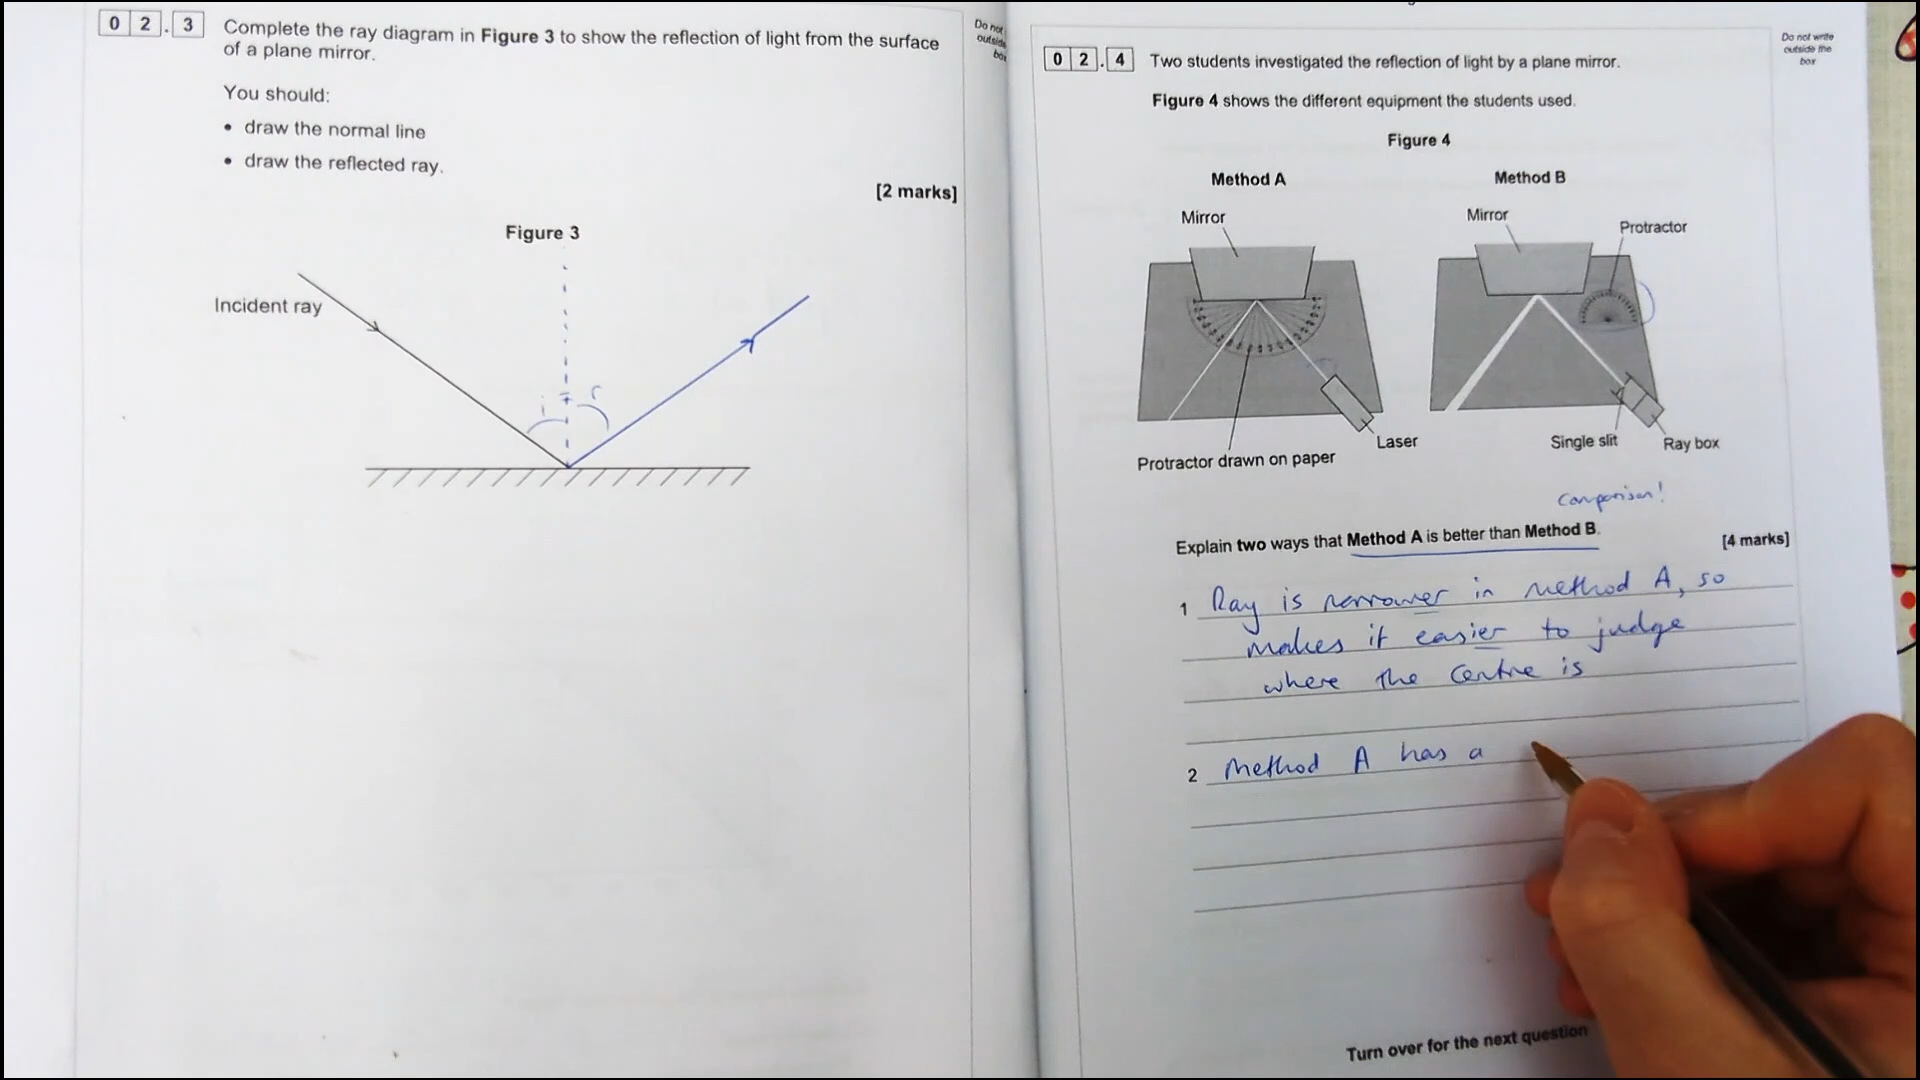 0 2 . 3 Complete the ray diagram in Figure 3 to show the reflection of light from the surface
of a plane mirror.
You should:
• draw the normal line
• draw the reflected ray.
[2 marks]
Figure 3
Incident ray
i r
Do not
outside
box
0 2 . 4 Two students investigated the reflection of light by a plane mirror.
Do not write
outside the
box
Figure 4 shows the different equipment the students used.
Figure 4
Method A
Method B
Mirror
Mirror
Protractor
Laser
Single slit
Ray box
Protractor drawn on paper
Comparison!
Explain two ways that Method A is better than Method B.
[4 marks]
1 Ray is narrower in method A, so
makes it easier to judge
where the centre is
2 Method A has a
Turn over for the next question